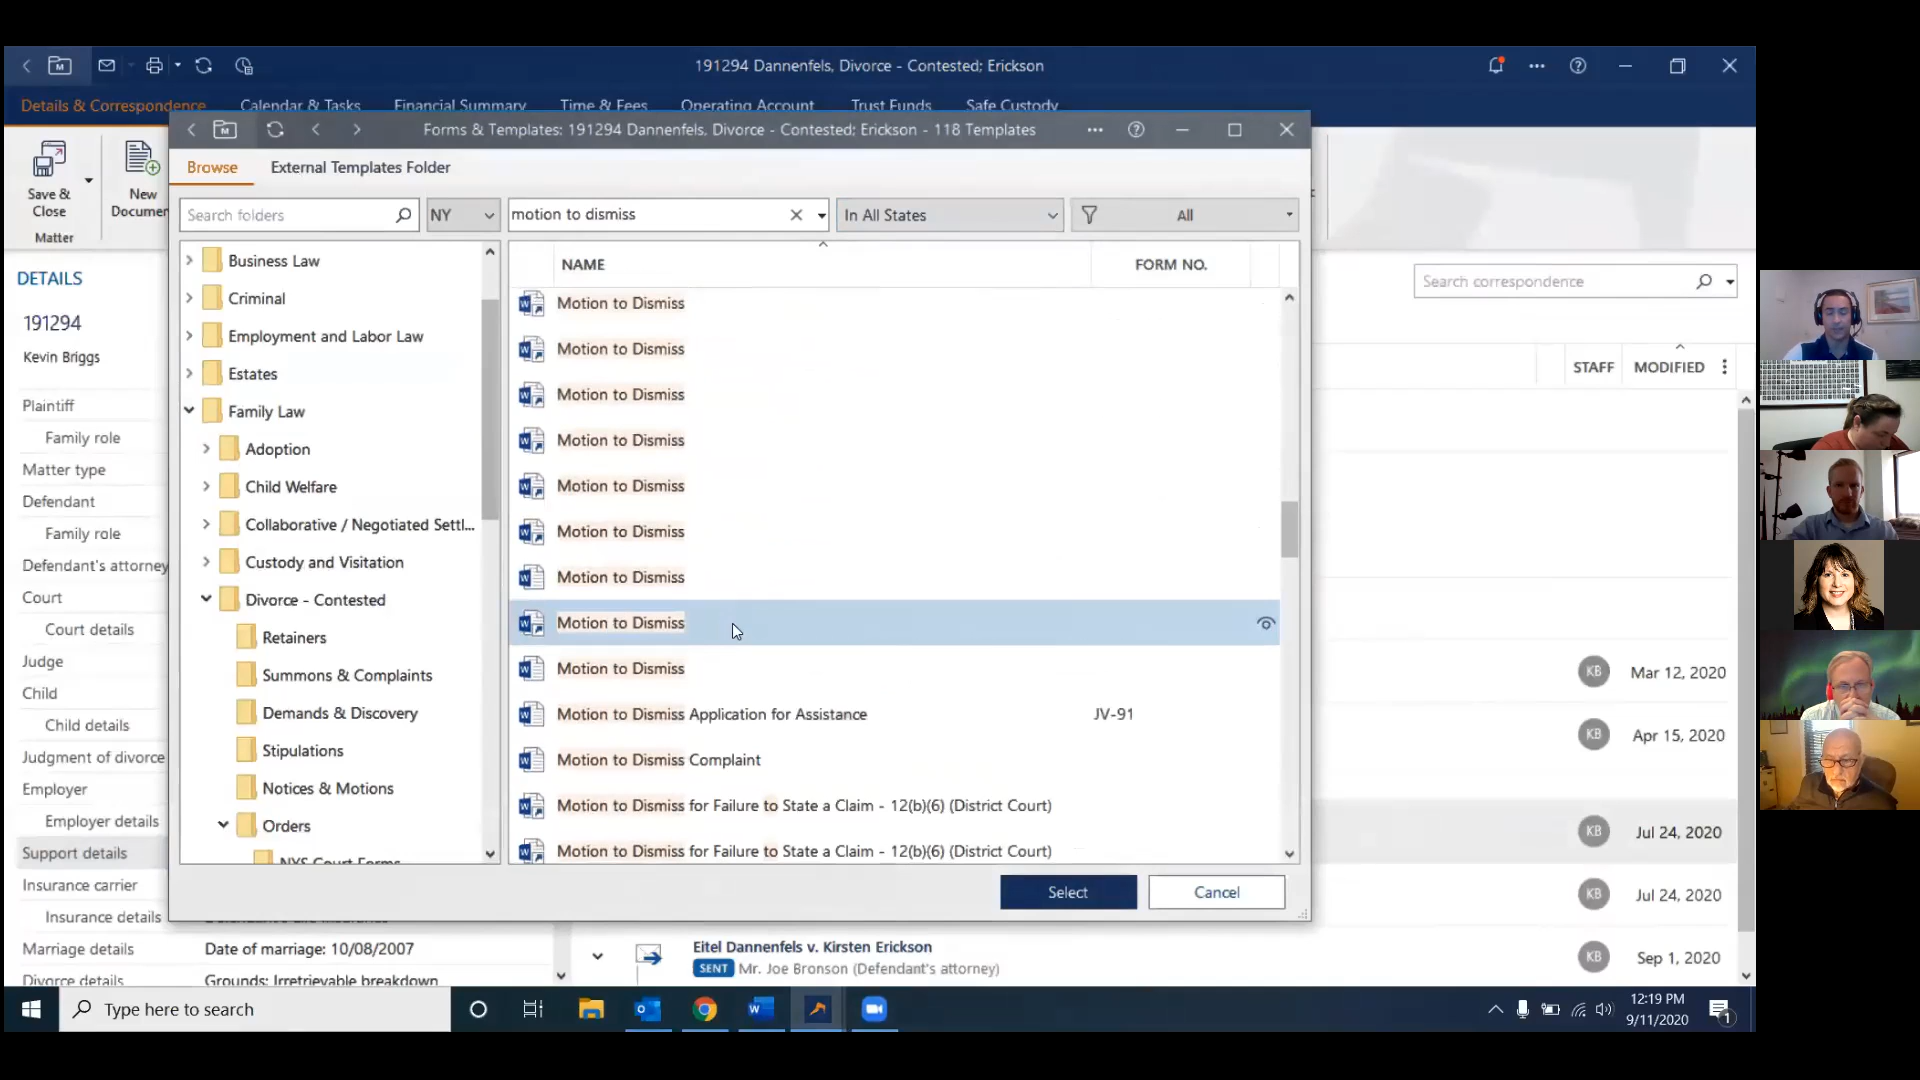 191294 Dannenfels, Divorce - Contested; Erickson
Details & Correspondence
Calendar & Tasks
Financial Summary
Time & Fees
Operating Account
Trust Funds
Safe Custody
Save & Close
New
Matter
Forms & Templates: 191294 Dannenfels, Divorce - Contested; Erickson - 118 Templates
Browse
External Templates Folder
Search folders
NY
motion to dismiss
In All States
All
Business Law
Criminal
Employment and Labor Law
Estates
Family Law
Adoption
Child Welfare
Collaborative / Negotiated Settl...
Custody and Visitation
Divorce - Contested
Retainers
Summons & Complaints
Demands & Discovery
Stipulations
Notices & Motions
Orders
NYS Court Forms
NAME
FORM NO.
Motion to Dismiss
Motion to Dismiss
Motion to Dismiss
Motion to Dismiss
Motion to Dismiss
Motion to Dismiss
Motion to Dismiss
Motion to Dismiss
Motion to Dismiss
Motion to Dismiss Application for Assistance JV-91
Motion to Dismiss Complaint
Motion to Dismiss for Failure to State a Claim - 12(b)(6) (District Court)
Motion to Dismiss for Failure to State a Claim - 12(b)(6) (District Court)
Select
Cancel
DETAILS
191294
Kevin Briggs
Plaintiff
Family role
Matter type
Defendant
Family role
Defendant's attorney
Court
Court details
Judge
Child
Child details
Judgment of divorce
Employer
Employer details
Support details
Insurance carrier
Insurance details
Marriage details
Date of marriage: 10/08/2007
Divorce details
Grounds: Irretrievable breakdown
Search correspondence
STAFF
MODIFIED
KB
Mar 12, 2020
KB
Apr 15, 2020
KB
Jul 24, 2020
KB
Jul 24, 2020
Eitel Dannenfels v. Kirsten Erickson
SENT Mr. Joe Bronson (Defendant's attorney)
KB
Sep 1, 2020
Type here to search
12:19 PM
9/11/2020
1